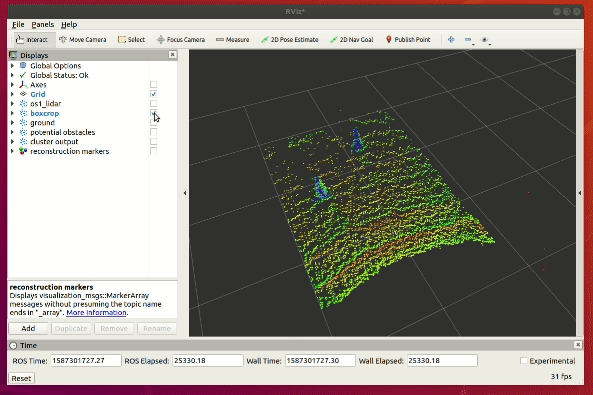 RViz*
File Panels Help
Interact Move Camera Select Focus Camera Measure 2D Pose Estimate 2D Nav Goal Publish Point
Displays
Global Options
Global Status: Ok
Axes
Grid
os1_lidar
boxcrop
ground
potential obstacles
cluster output
reconstruction markers
reconstruction markers
Displays visualization_msgs::MarkerArray
messages without presuming the topic name
ends in "_array". More Information.
Add Duplicate Remove Rename
Time
ROS Time: 1587301727.27 ROS Elapsed: 25330.18 Wall Time: 1587301727.30 Wall Elapsed: 25330.18 Experimental
Reset 31 fps